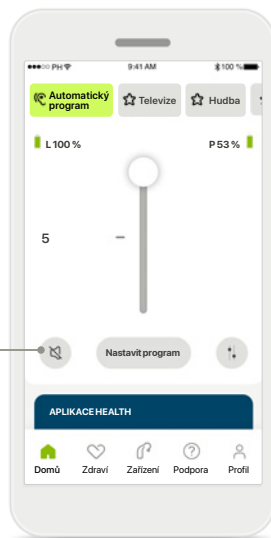 PH 9:41 AM 100 %
Automatický
program
Televize
Hudba
L 100 % P 53 %
5
Nastavit program
APLIKACE HEALTH
Domů Zdraví Zařízení Podpora Profil